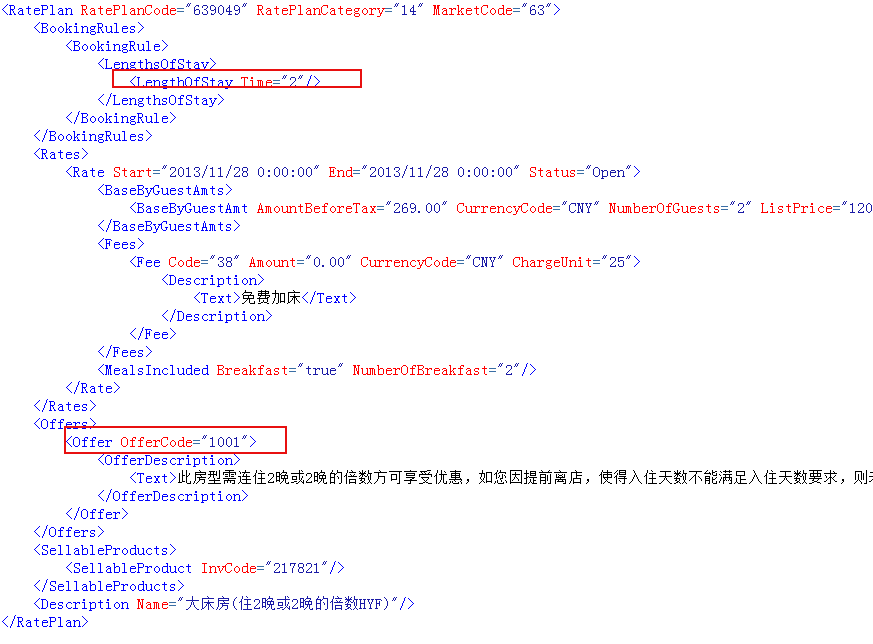 <RatePlan RatePlanCode="639049" RatePlanCategory="14" MarketCode="63">
<BookingRules>
<BookingRule>
<LengthsOfStay>
<LengthOfStay Time="2"/>
</LengthsOfStay>
</BookingRule>
</BookingRules>
<Rates>
<Rate Start="2013/11/28 0:00:00" End="2013/11/28 0:00:00" Status="Open">
<BaseByGuestAmts>
<BaseByGuestAmt AmountBeforeTax="269.00" CurrencyCode="CNY" NumberOfGuests="2" ListPrice="120
</BaseByGuestAmts>
<Fees>
<Fee Code="38" Amount="0.00" CurrencyCode="CNY" ChargeUnit="25">
<Description>
<Text>免费加床</Text>
</Description>
</Fee>
</Fees>
<MealsIncluded Breakfast="true" NumberOfBreakfast="2"/>
</Rate>
</Rates>
<Offers>
<Offer OfferCode="1001">
<OfferDescription>
<Text>此房型需连住2晚或2晚的倍数方可享受优惠，如您因提前离店，使得入住天数不能满足入住天数要求，则
</OfferDescription>
</Offer>
</Offers>
<SellableProducts>
<SellableProduct InvCode="217821"/>
</SellableProducts>
<Description Name="大床房(住2晚或2晚的倍数HYF)"/>
</RatePlan>